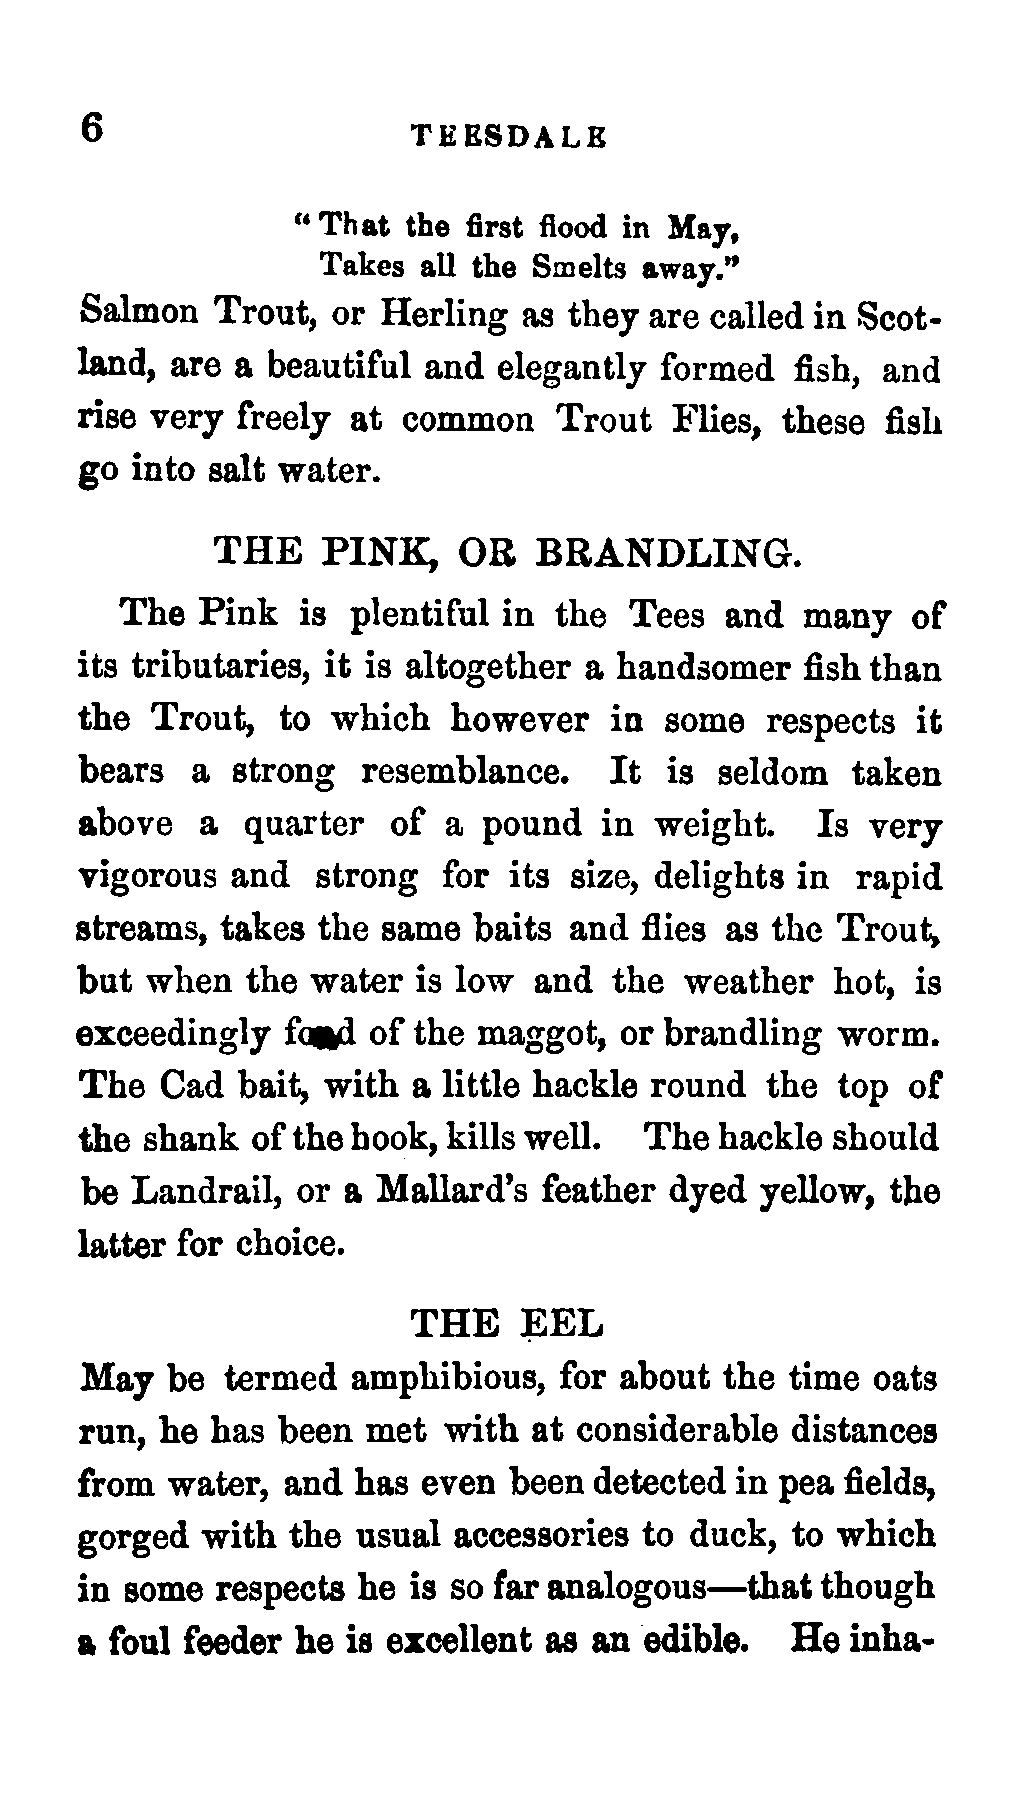 6 TEESDALE
“ That the first flood in May,
Takes all the Smelts away.”
Salmon Trout, or Herling as they are called in Scot-
land, are a beautiful and elegantly formed fish, and
rise very freely at common Trout Flies, these fish
go into salt water.
THE PINK, OR BRANDLING.
The Pink is plentiful in the Tees and many of
its tributaries, it is altogether a handsomer fish than
the Trout, to which however in some respects it
bears a strong resemblance. It is seldom taken
above a quarter of a pound in weight. Is very
vigorous and strong for its size, delights in rapid
streams, takes the same baits and flies as the Trout,
but when the water is low and the weather hot, is
exceedingly fond of the maggot, or brandling worm.
The Cad bait, with a little hackle round the top of
the shank of the hook, kills well. The hackle should
be Landrail, or a Mallard’s feather dyed yellow, the
latter for choice.
THE EEL
May be termed amphibious, for about the time oats
run, he has been met with at considerable distances
from water, and has even been detected in pea fields,
gorged with the usual accessories to duck, to which
in some respects he is so far analogous—that though
a foul feeder he is excellent as an edible. He inha-